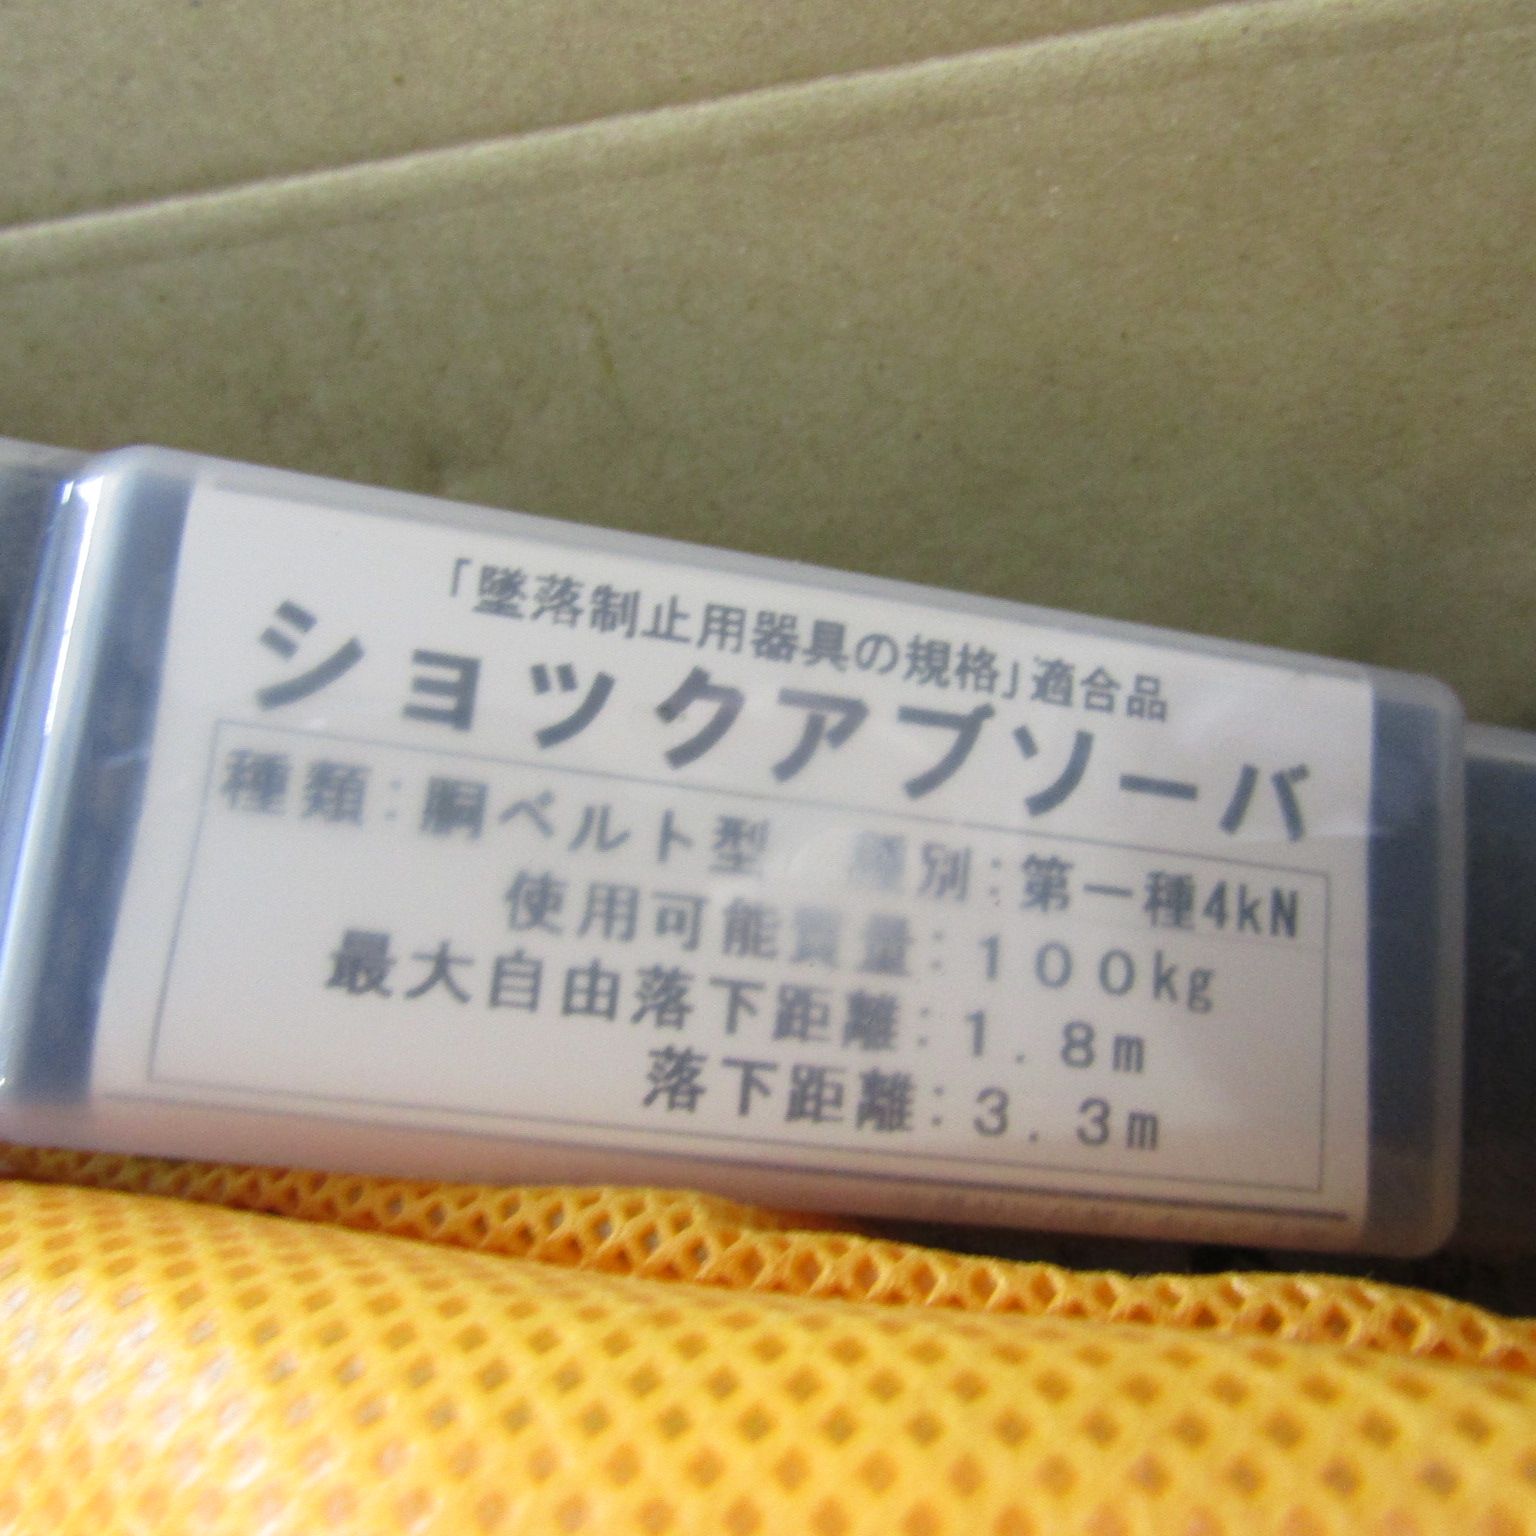 「墜落制止用器具の規格」適合品
ショックアブソーバ
種類:胴ベルト型 種別:第一種4kN
使用可能質量:100kg
最大自由落下距離:1.8m
落下距離:3.3m